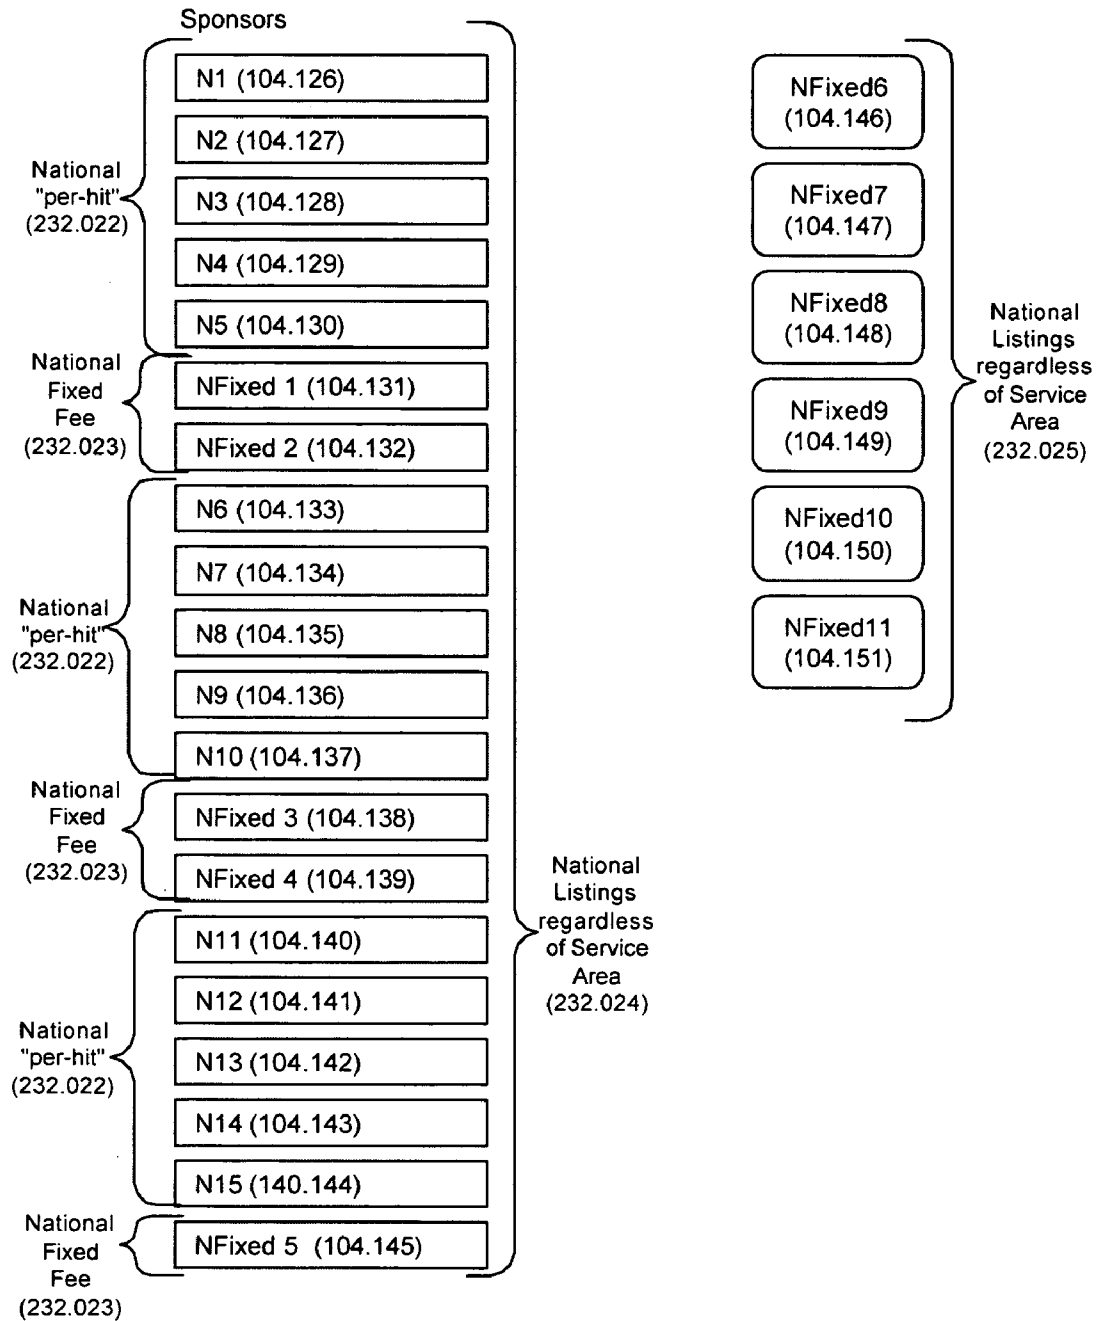 Sponsors
N1 (104.126)
N2 (104.127)
N3 (104.128)
N4 (104.129)
N5 (104.130)
National
"per-hit"
(232.022)
NFixed 1 (104.131)
NFixed 2 (104.132)
National
Fixed
Fee
(232.023)
N6 (104.133)
N7 (104.134)
N8 (104.135)
N9 (104.136)
N10 (104.137)
National
"per-hit"
(232.022)
NFixed 3 (104.138)
NFixed 4 (104.139)
National
Fixed
Fee
(232.023)
N11 (104.140)
N12 (104.141)
N13 (104.142)
N14 (104.143)
N15 (140.144)
National
"per-hit"
(232.022)
NFixed 5 (104.145)
National
Fixed
Fee
(232.023)
National
Listings
regardless
of Service
Area
(232.024)
NFixed6
(104.146)
NFixed7
(104.147)
NFixed8
(104.148)
NFixed9
(104.149)
NFixed10
(104.150)
NFixed11
(104.151)
National
Listings
regardless
of Service
Area
(232.025)